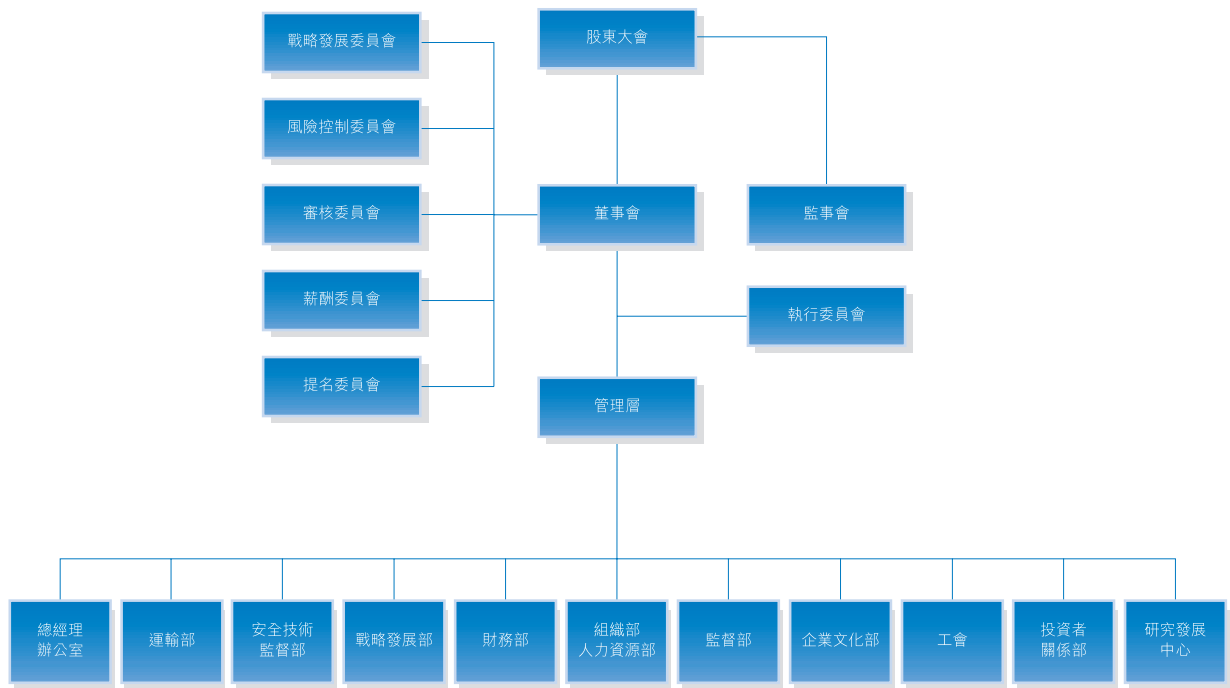 戰略發展委員會
股東大會
風險控制委員會
審核委員會
董事會
監事會
薪酬委員會
執行委員會
提名委員會
管理層
總經理
辦公室
運輸部
安全技術
監督部
戰略發展部
財務部
組織部
人力資源部
監督部
企業文化部
工會
投資者
關係部
研究發展
中心